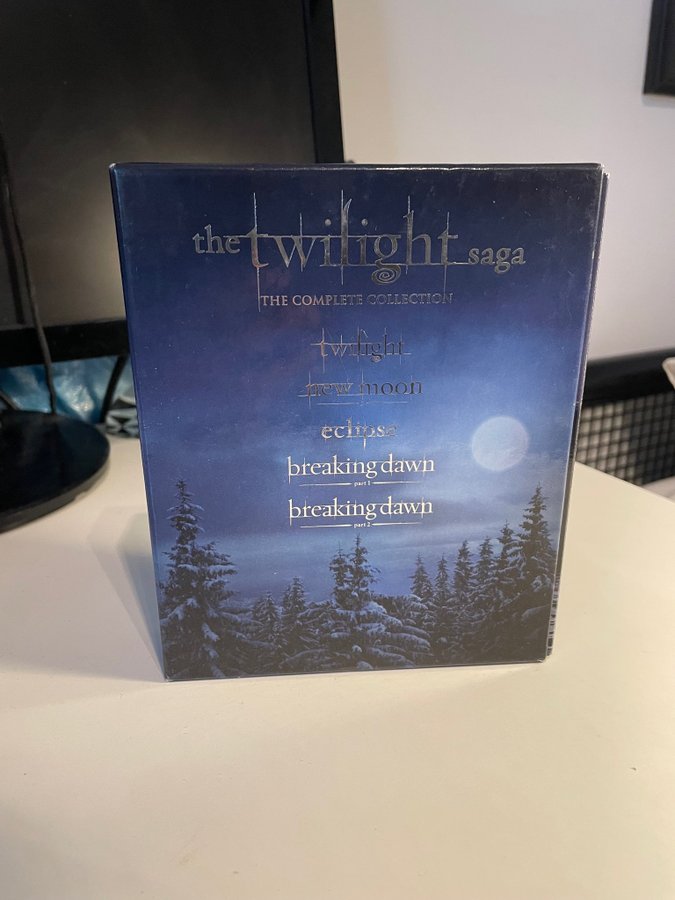 the twilight saga
THE COMPLETE COLLECTION
twilight
new moon
eclipse
breaking dawn
part 1
breaking dawn
part 2